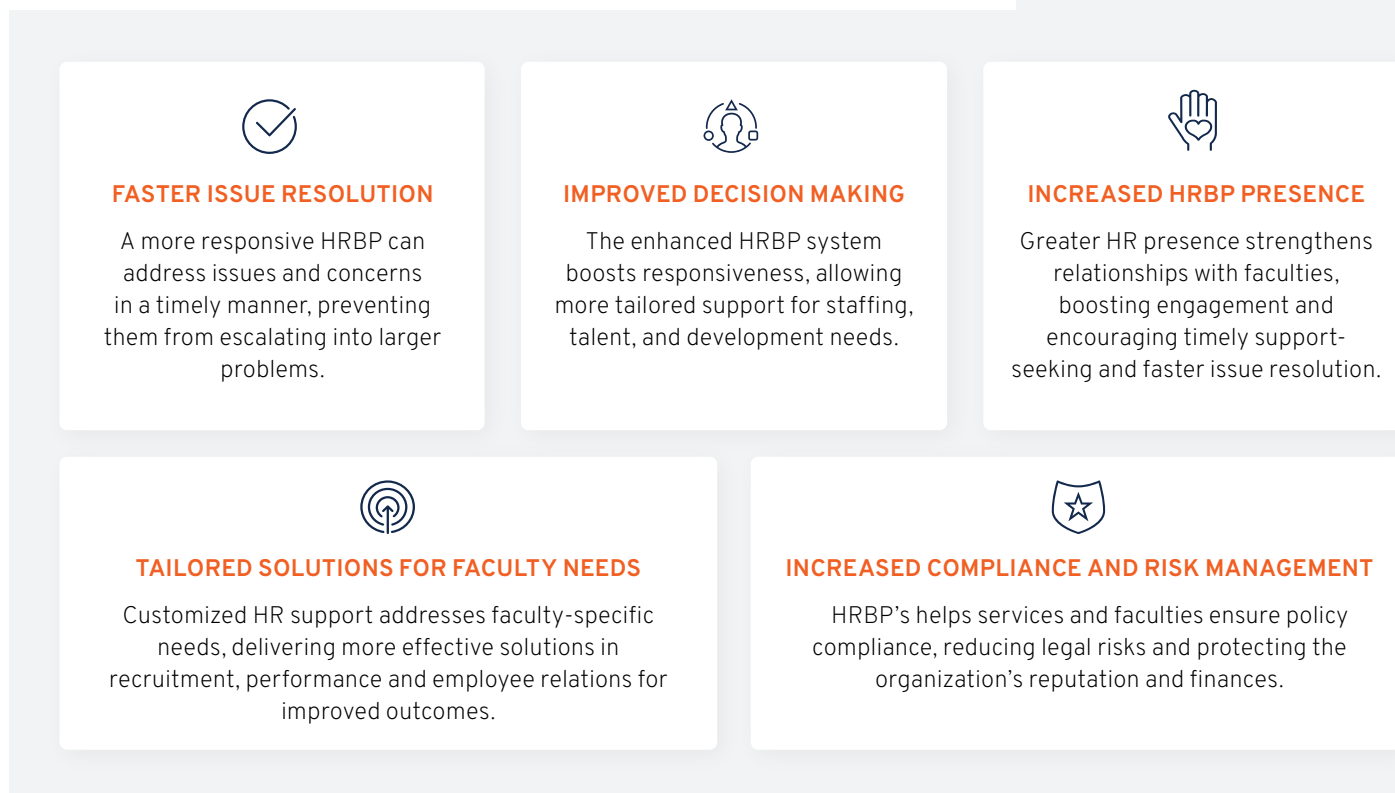 FASTER ISSUE RESOLUTION
A more responsive HRBP can
address issues and concerns
in a timely manner, preventing
them from escalating into larger
problems.
IMPROVED DECISION MAKING
The enhanced HRBP system
boosts responsiveness, allowing
more tailored support for staffing,
talent, and development needs.
INCREASED HRBP PRESENCE
Greater HR presence strengthens
relationships with faculties,
boosting engagement and
encouraging timely support-
seeking and faster issue resolution.
TAILORED SOLUTIONS FOR FACULTY NEEDS
Customized HR support addresses faculty-specific
needs, delivering more effective solutions in
recruitment, performance and employee relations for
improved outcomes.
INCREASED COMPLIANCE AND RISK MANAGEMENT
HRBP’s helps services and faculties ensure policy
compliance, reducing legal risks and protecting the
organization’s reputation and finances.